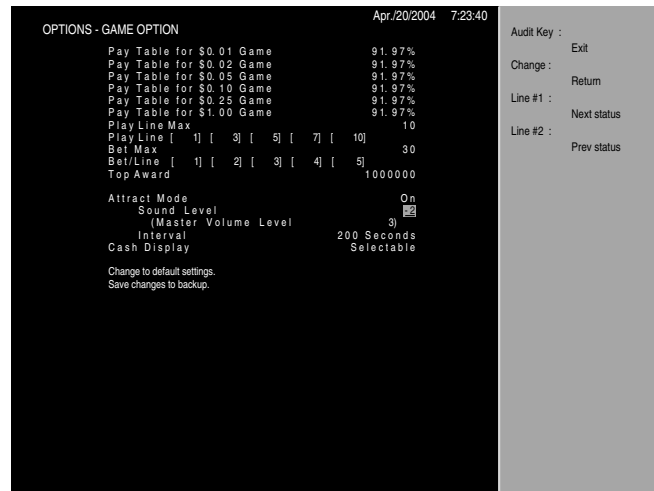 Apr./20/2004 7:23:40
OPTIONS - GAME OPTION
Pay Table for $0.01 Game 91.97%
Pay Table for $0.02 Game 91.97%
Pay Table for $0.05 Game 91.97%
Pay Table for $0.10 Game 91.97%
Pay Table for $0.25 Game 91.97%
Pay Table for $1.00 Game 91.97%
Play Line Max 10
Play Line [ 1] [ 3] [ 5] [ 7] [ 10]
Bet Max 30
Bet/Line [ 1] [ 2] [ 3] [ 4] [ 5]
Top Award 1000000
Attract Mode On
Sound Level -2
(Master Volume Level 3)
Interval 200 Seconds
Cash Display Selectable
Change to default settings.
Save changes to backup.
Audit Key :
Exit
Change :
Return
Line #1 :
Next status
Line #2 :
Prev status